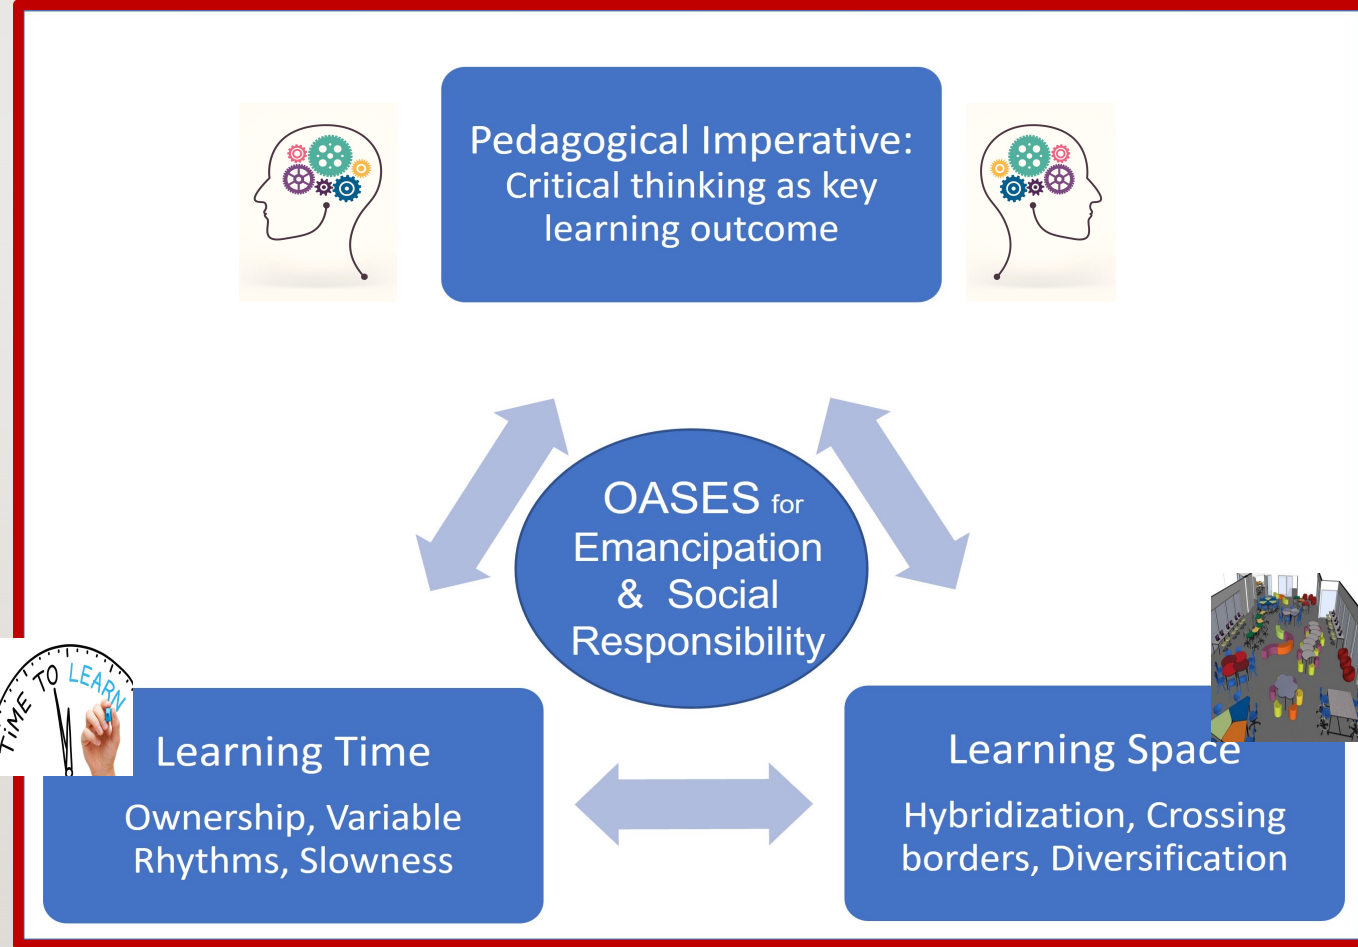 Pedagogical Imperative:
Critical thinking as key
learning outcome
OASES for
Emancipation
& Social
Responsibility
TIME TO LEARN
Learning Time
Ownership, Variable
Rhythms, Slowness
Learning Space
Hybridization, Crossing
borders, Diversification